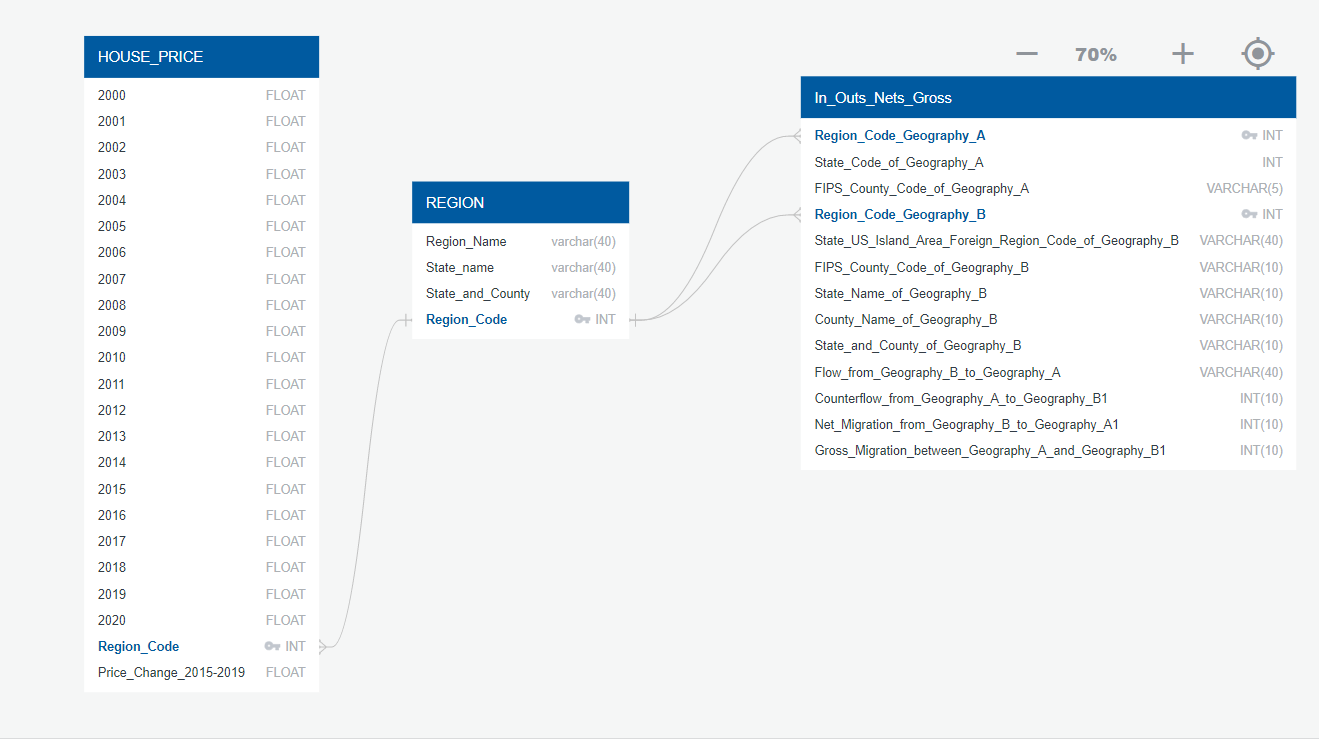 HOUSE_PRICE
2000 FLOAT
2001 FLOAT
2002 FLOAT
2003 FLOAT
2004 FLOAT
2005 FLOAT
2006 FLOAT
2007 FLOAT
2008 FLOAT
2009 FLOAT
2010 FLOAT
2011 FLOAT
2012 FLOAT
2013 FLOAT
2014 FLOAT
2015 FLOAT
2016 FLOAT
2017 FLOAT
2018 FLOAT
2019 FLOAT
2020 FLOAT
Region_Code INT
Price_Change_2015-2019 FLOAT
REGION
Region_Name varchar(40)
State_name varchar(40)
State_and_County varchar(40)
Region_Code INT
70%
In_Outs_Nets_Gross
Region_Code_Geography_A INT
State_Code_of_Geography_A INT
FIPS_County_Code_of_Geography_A VARCHAR(5)
Region_Code_Geography_B INT
State_US_Island_Area_Foreign_Region_Code_of_Geography_B VARCHAR(40)
FIPS_County_Code_of_Geography_B VARCHAR(10)
State_Name_of_Geography_B VARCHAR(10)
County_Name_of_Geography_B VARCHAR(10)
State_and_County_of_Geography_B VARCHAR(10)
Flow_from_Geography_B_to_Geography_A VARCHAR(40)
Counterflow_from_Geography_A_to_Geography_B1 INT(10)
Net_Migration_from_Geography_B_to_Geography_A1 INT(10)
Gross_Migration_between_Geography_A_and_Geography_B1 INT(10)